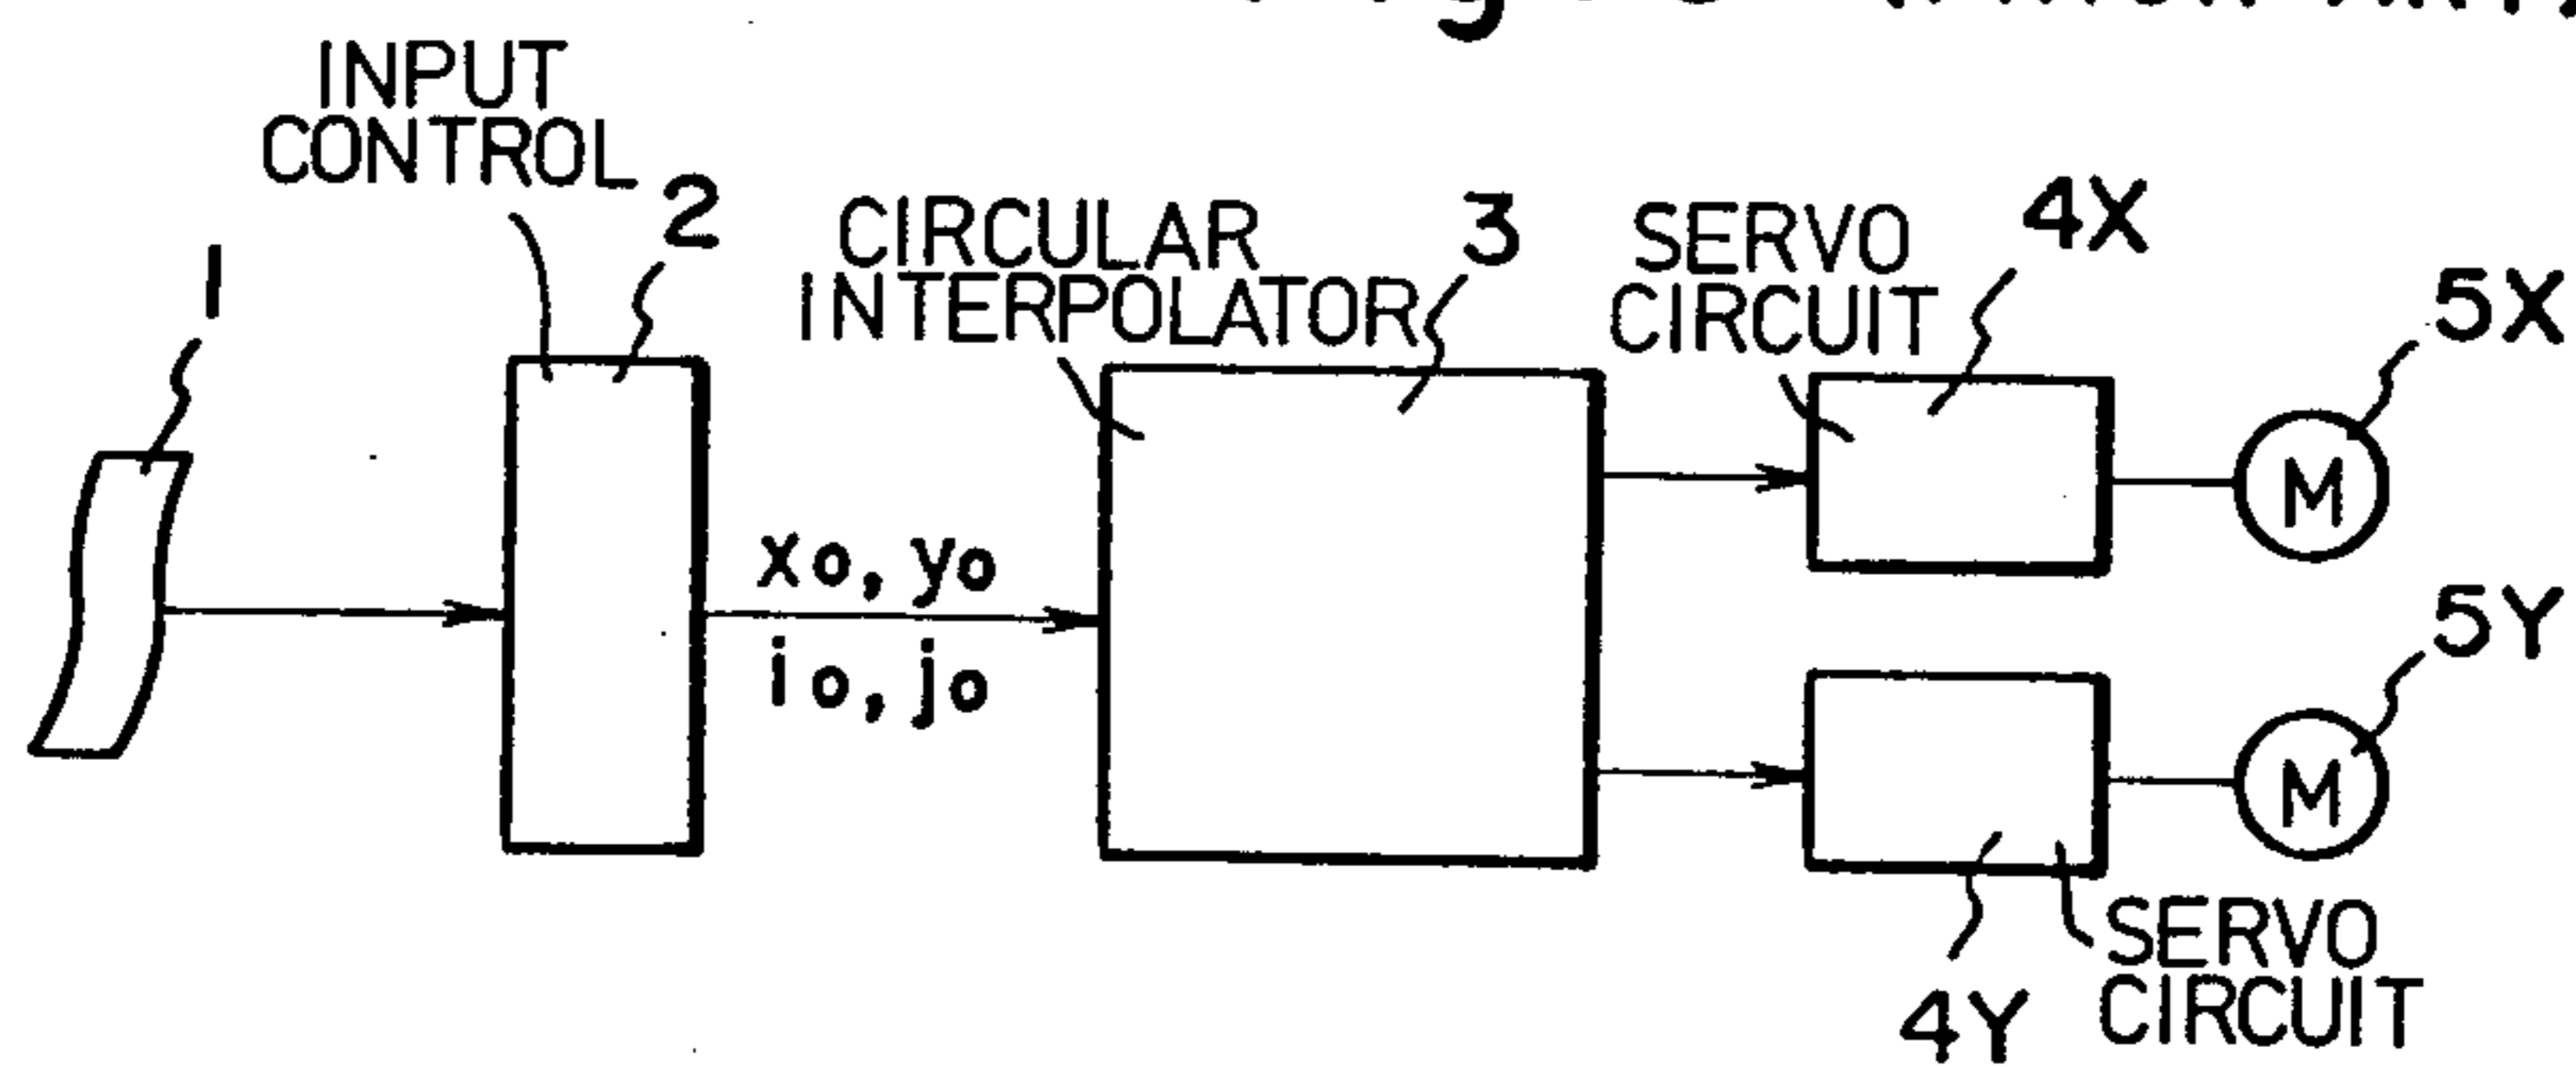 INPUT
CONTROL
2
1
CIRCULAR
INTERPOLATOR
3
SERVO
CIRCUIT
4X
5X
M
xo, yo
io, jo
5Y
M
4Y
SERVO
CIRCUIT